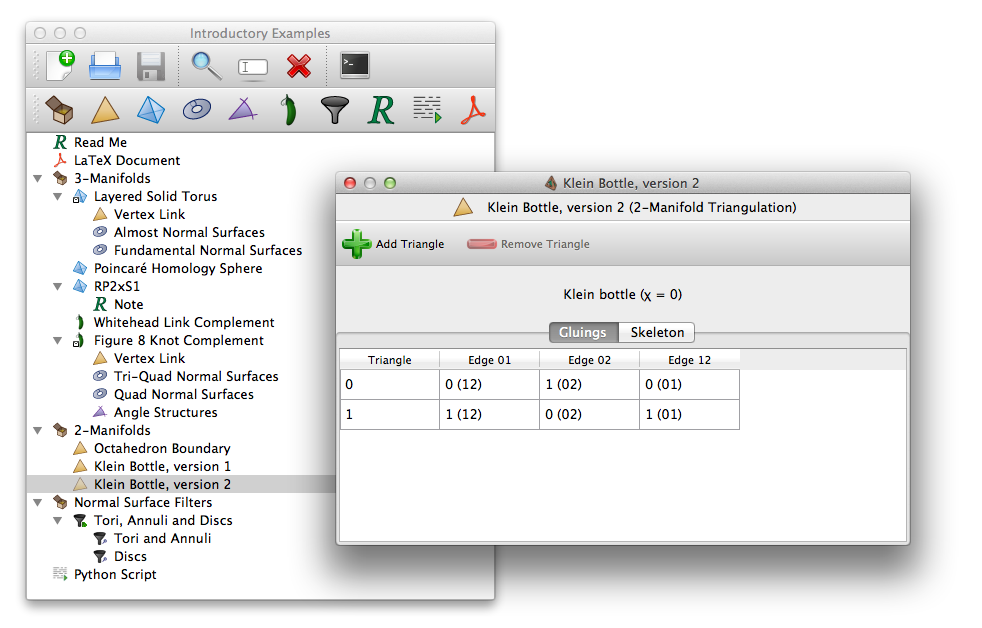 Introductory Examples
Read Me
LaTeX Document
3-Manifolds
Layered Solid Torus
Vertex Link
Almost Normal Surfaces
Fundamental Normal Surfaces
Poincaré Homology Sphere
RP2xS1
R Note
Whitehead Link Complement
Figure 8 Knot Complement
Vertex Link
Tri-Quad Normal Surfaces
Quad Normal Surfaces
Angle Structures
2-Manifolds
Octahedron Boundary
Klein Bottle, version 1
Klein Bottle, version 2
Normal Surface Filters
Tori, Annuli and Discs
Tori and Annuli
Discs
Python Script
Klein Bottle, version 2
Klein Bottle, version 2 (2-Manifold Triangulation)
Add Triangle Remove Triangle
Klein bottle (χ = 0)
Gluings Skeleton
Triangle Edge 01 Edge 02 Edge 12
0 0 (12) 1 (02) 0 (01)
1 1 (12) 0 (02) 1 (01)